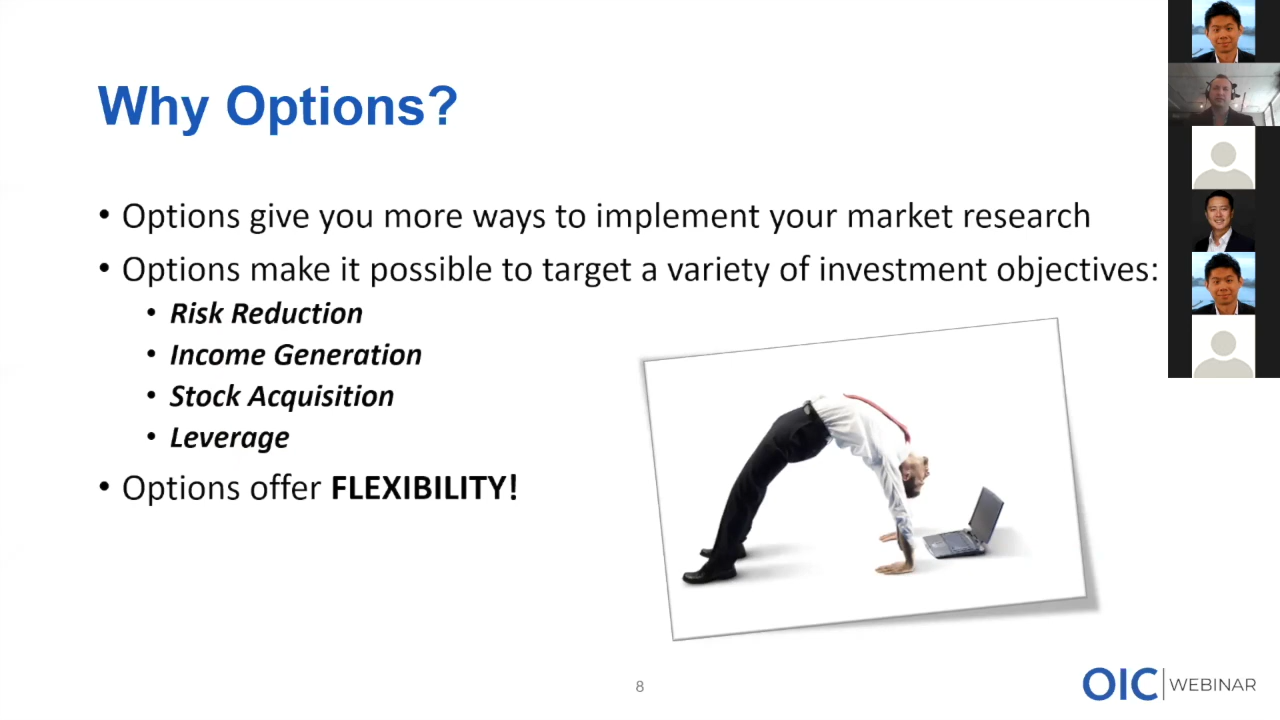 Why Options?
• Options give you more ways to implement your market research
• Options make it possible to target a variety of investment objectives:
• Risk Reduction
• Income Generation
• Stock Acquisition
• Leverage
• Options offer FLEXIBILITY!
8
OIC | WEBINAR